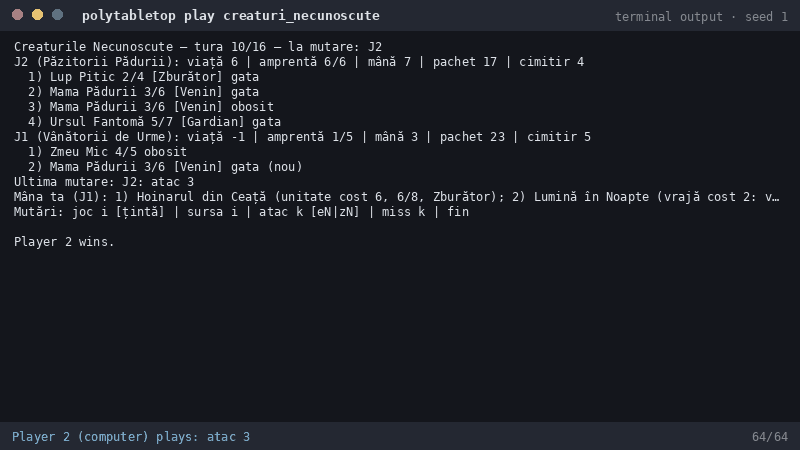 polytabletop play creaturi_necunoscute
terminal output · seed 1
Creaturile Necunoscute — tura 10/16 — la mutare: J2
J2 (Păzitorii Pădurii): viață 6 | amprentă 6/6 | mână 7 | pachet 17 | cimitir 4
1) Lup Pitic 2/4 [Zburător] gata
2) Mama Pădurii 3/6 [Venin] gata
3) Mama Pădurii 3/6 [Venin] obosit
4) Ursul Fantomă 5/7 [Gardian] gata
J1 (Vânătorii de Urme): viață -1 | amprentă 1/5 | mână 3 | pachet 23 | cimitir 5
1) Zmeu Mic 4/5 obosit
2) Mama Pădurii 3/6 [Venin] gata (nou)
Ultima mutare: J2: atac 3
Mâna ta (J1): 1) Hoinarul din Ceață (unitate cost 6, 6/8, Zburător); 2) Lumină în Noapte (vrajă cost 2: v…
Mutări: joc i [țintă] | sursa i | atac k [eN|zN] | miss k | fin
Player 2 wins.
Player 2 (computer) plays: atac 3
64/64